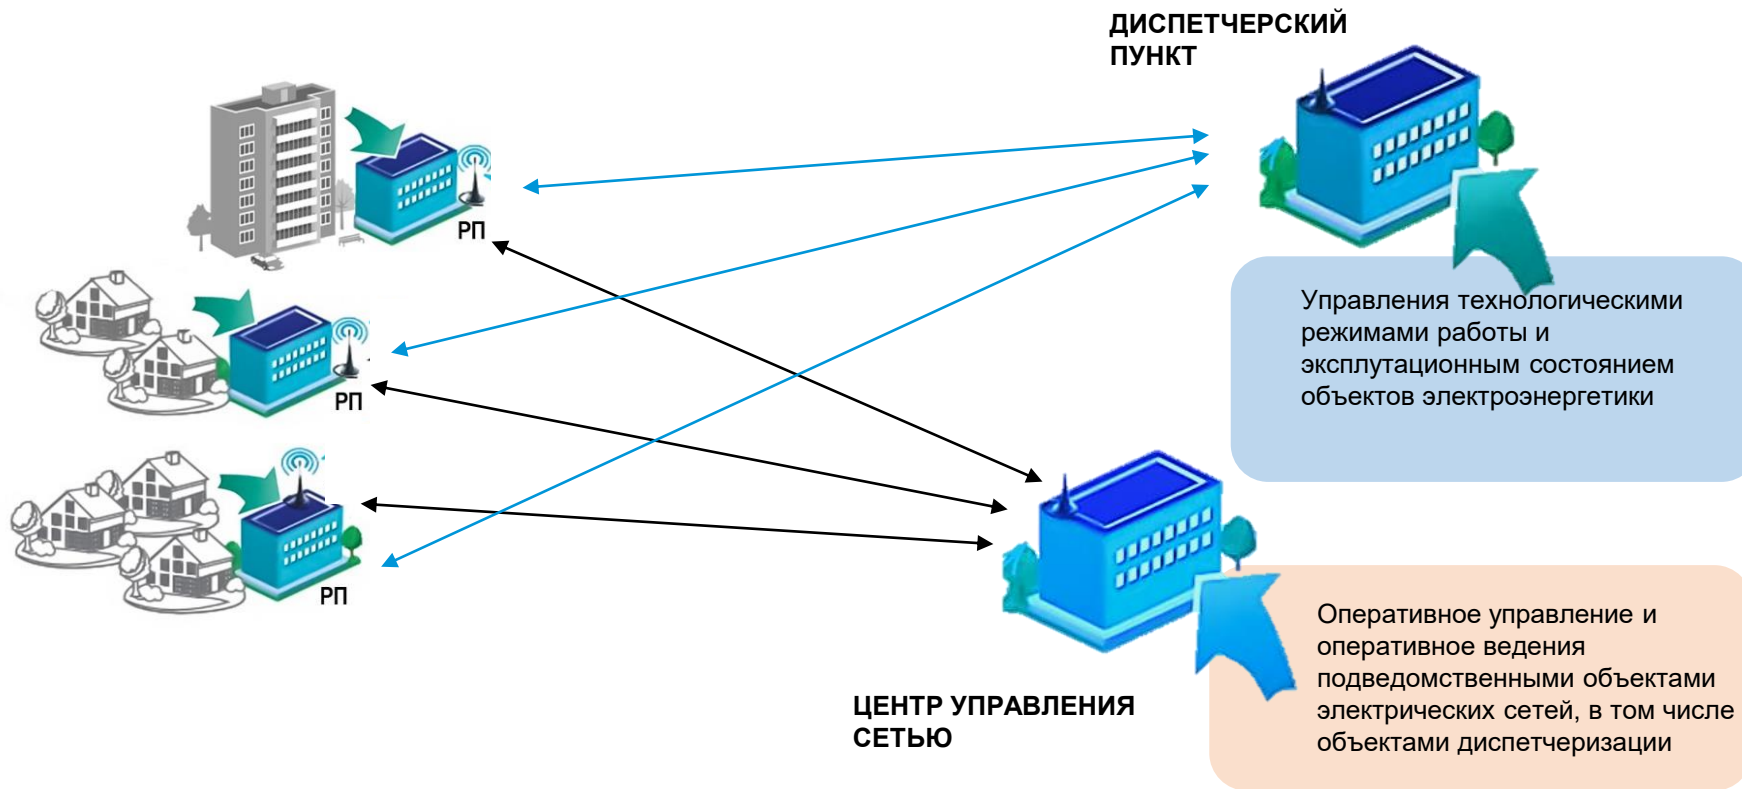 ДИСПЕТЧЕРСКИЙ
ПУНКТ
РП
РП
РП
Управления технологическими
режимами работы и
эксплутационным состоянием
объектов электроэнергетики
Оперативное управление и
оперативное ведения
подведомственными объектами
электрических сетей, в том числе
объектами диспетчеризации
ЦЕНТР УПРАВЛЕНИЯ
СЕТЬЮ